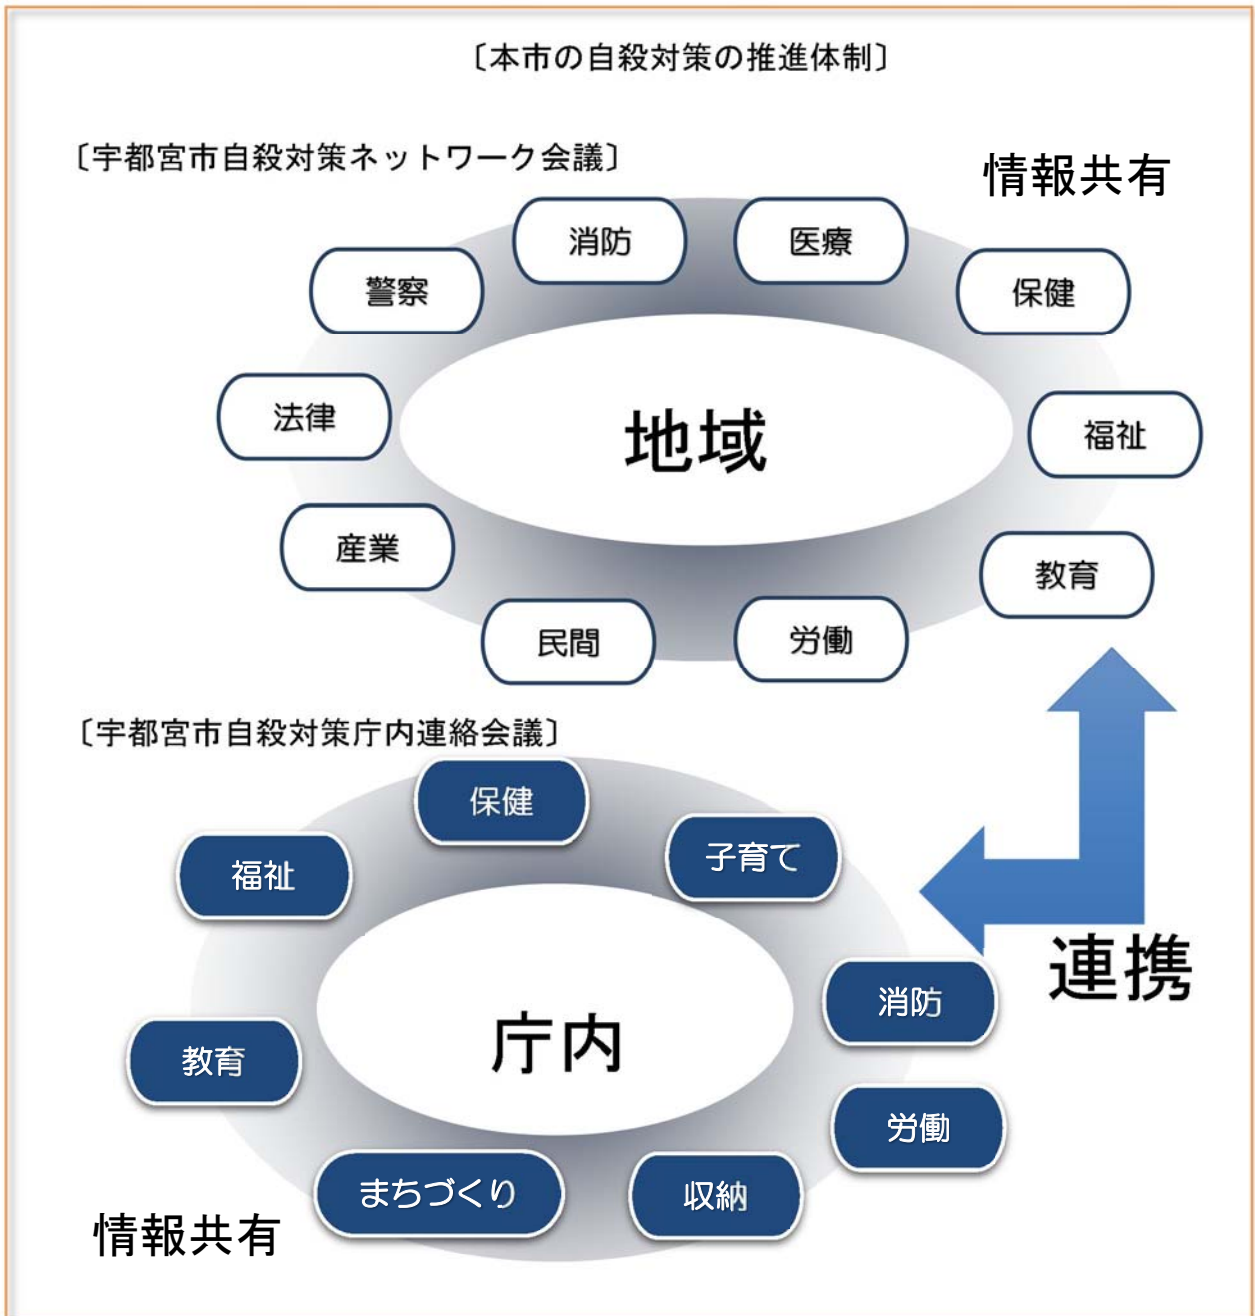 〔本市の自殺対策の推進体制〕
〔宇都宮市自殺対策ネットワーク会議〕
情報共有
消防
医療
警察
保健
法律
地域
福祉
産業
教育
民間
労働
〔宇都宮市自殺対策庁内連絡会議〕
保健
子育て
福祉
連携
消防
庁内
教育
労働
まちづくり
収納
情報共有